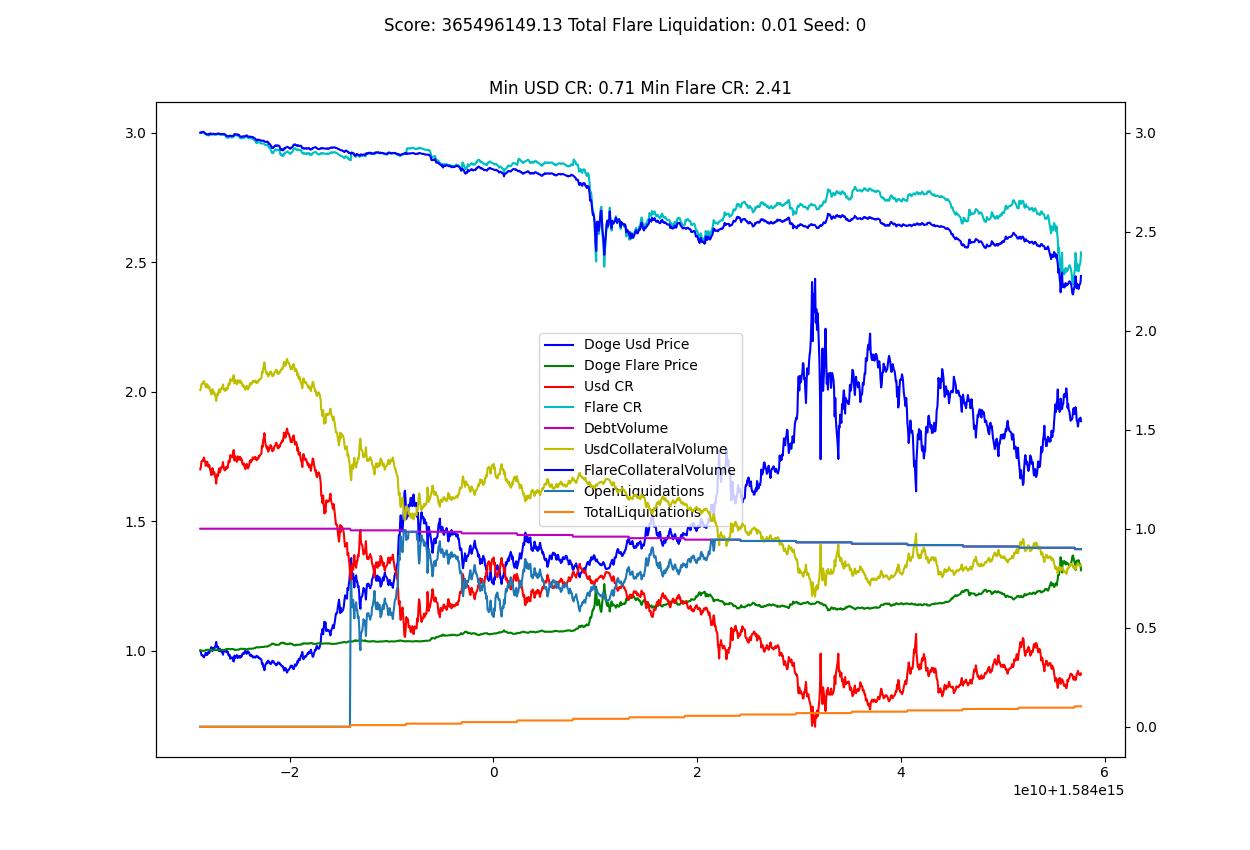 Score: 365496149.13 Total Flare Liquidation: 0.01 Seed: 0
Min USD CR: 0.71 Min Flare CR: 2.41
3.0
2.5
2.0
1.5
1.0
3.0
2.5
2.0
1.5
1.0
0.5
0.0
Doge Usd Price
Doge Flare Price
Usd CR
Flare CR
DebtVolume
UsdCollateralVolume
FlareCollateralVolume
OpenLiquidations
TotalLiquidations
−2 0 2 4 6
1e10+1.584e15